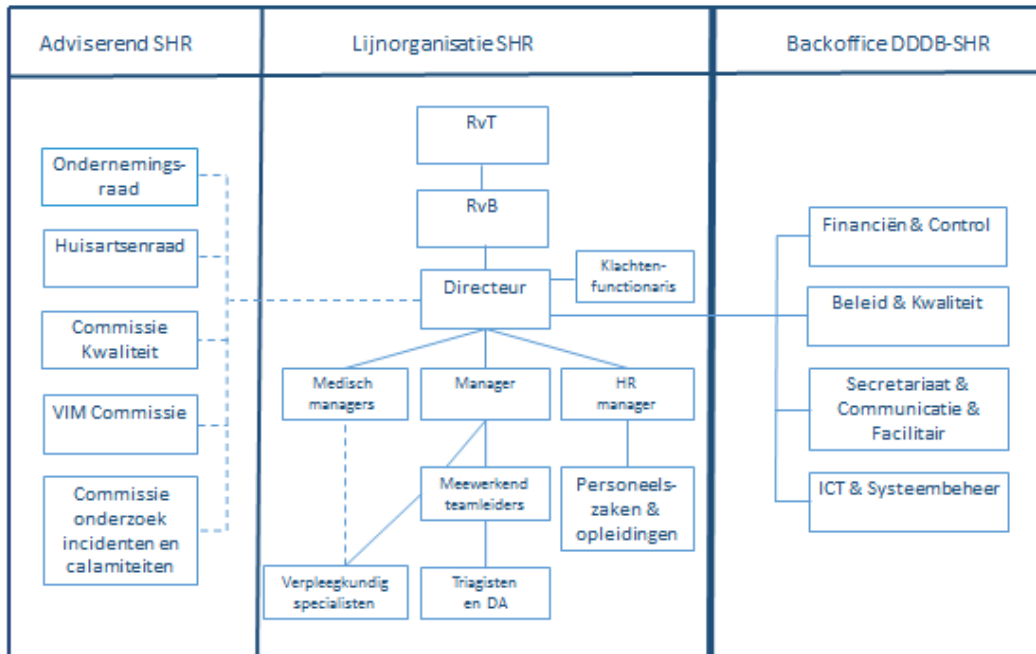 Adviserend SHR
Lijnorganisatie SHR
Backoffice DDDB-SHR
Ondernemings-
raad
Huisartsenraad
Commissie
Kwaliteit
VIM Commissie
Commissie
onderzoek
incidenten en
calamiteiten
RvT
RvB
Directeur
Klachten-
functionaris
Medisch
managers
Manager
HR
manager
Meewerkend
teamleiders
Personeels-
zaken &
opleidingen
Verpleegkundig
specialisten
Triagisten
en DA
Financiën & Control
Beleid & Kwaliteit
Secretariaat &
Communicatie &
Facilitair
ICT & Systeembeheer